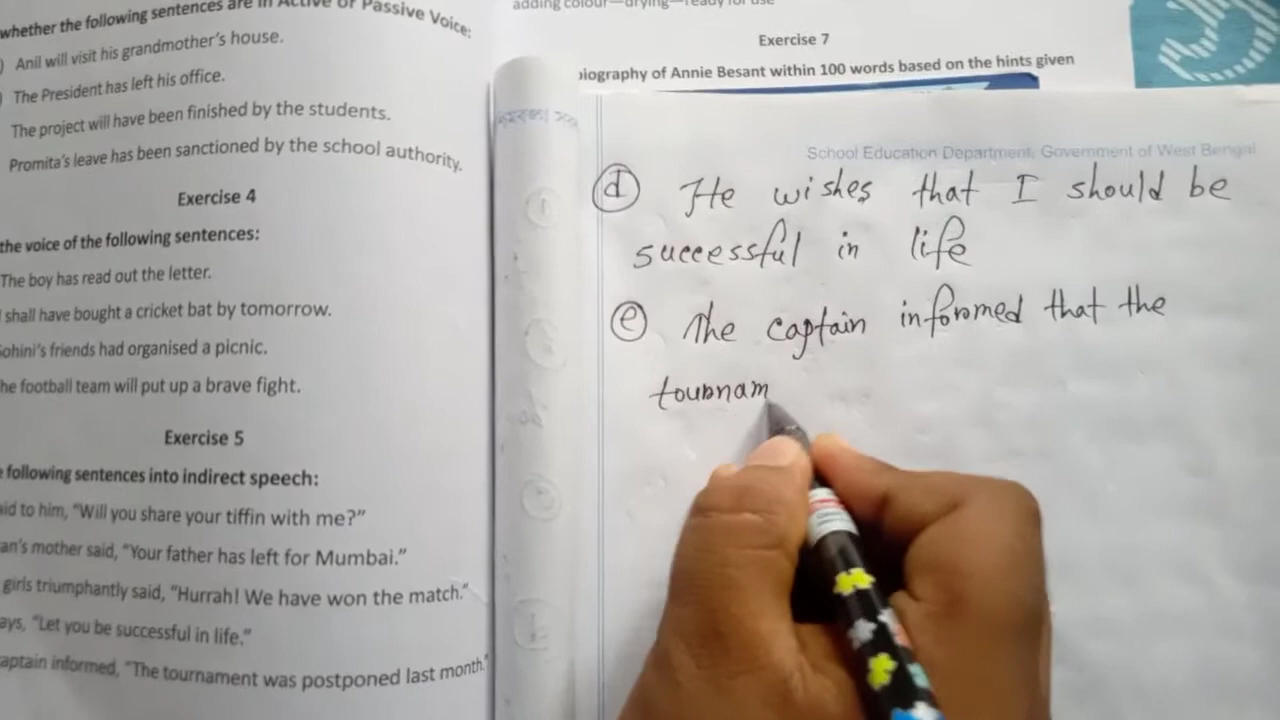 whether the following sentences are in Active or Passive Voice:
) Anil will visit his grandmother's house.
) The President has left his office.
The project will have been finished by the students.
Promita's leave has been sanctioned by the school authority.
Exercise 4
the voice of the following sentences:
The boy has read out the letter.
I shall have bought a cricket bat by tomorrow.
ohini's friends had organised a picnic.
he football team will put up a brave fight.
Exercise 5
following sentences into indirect speech:
aid to him, "Will you share your tiffin with me?"
an's mother said, "Your father has left for Mumbai."
girls triumphantly said, "Hurrah! We have won the match."
ays, "Let you be successful in life."
aptain informed, "The tournament was postponed last month."
adding colour—drying—ready for use
Exercise 7
biography of Annie Besant within 100 words based on the hints given
School Education Department, Government of West Bengal
d He wishes that I should be
successful in life
e The captain informed that the
tournam